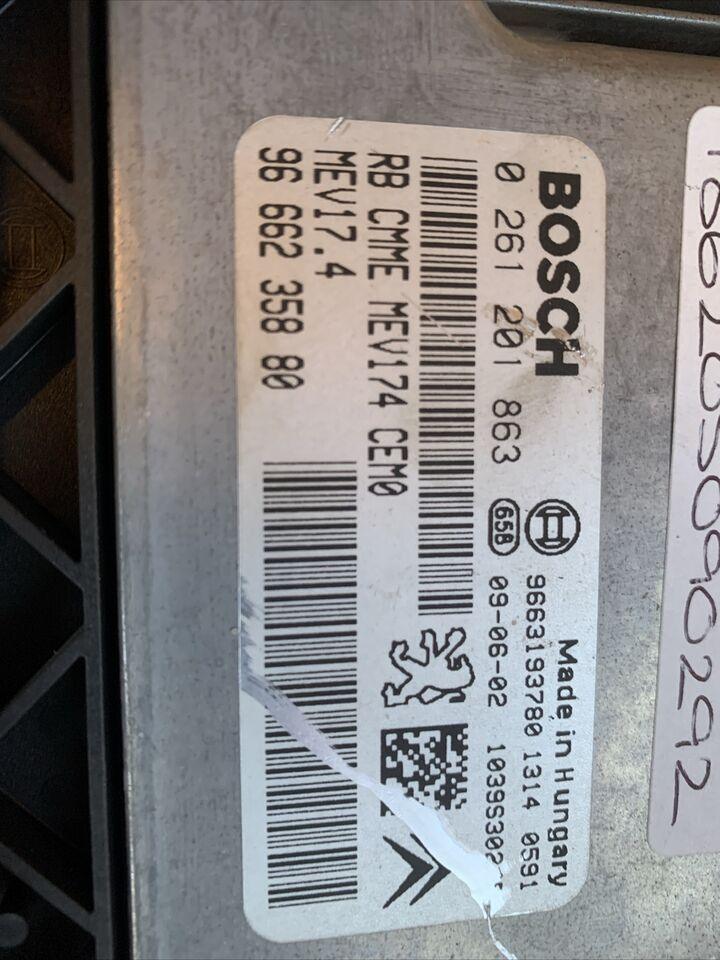 BOSCH
Made in Hungary
0 261 201 863
9663193780 1314 0591
658
09-06-02
RB CMME MEV174 CEM0
MEV17.4
96 662 358 80